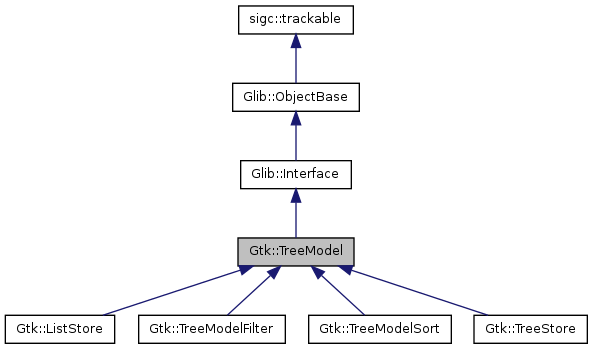 sigc::trackable
Glib::ObjectBase
Glib::Interface
Gtk::TreeModel
Gtk::ListStore
Gtk::TreeModelFilter
Gtk::TreeModelSort
Gtk::TreeStore